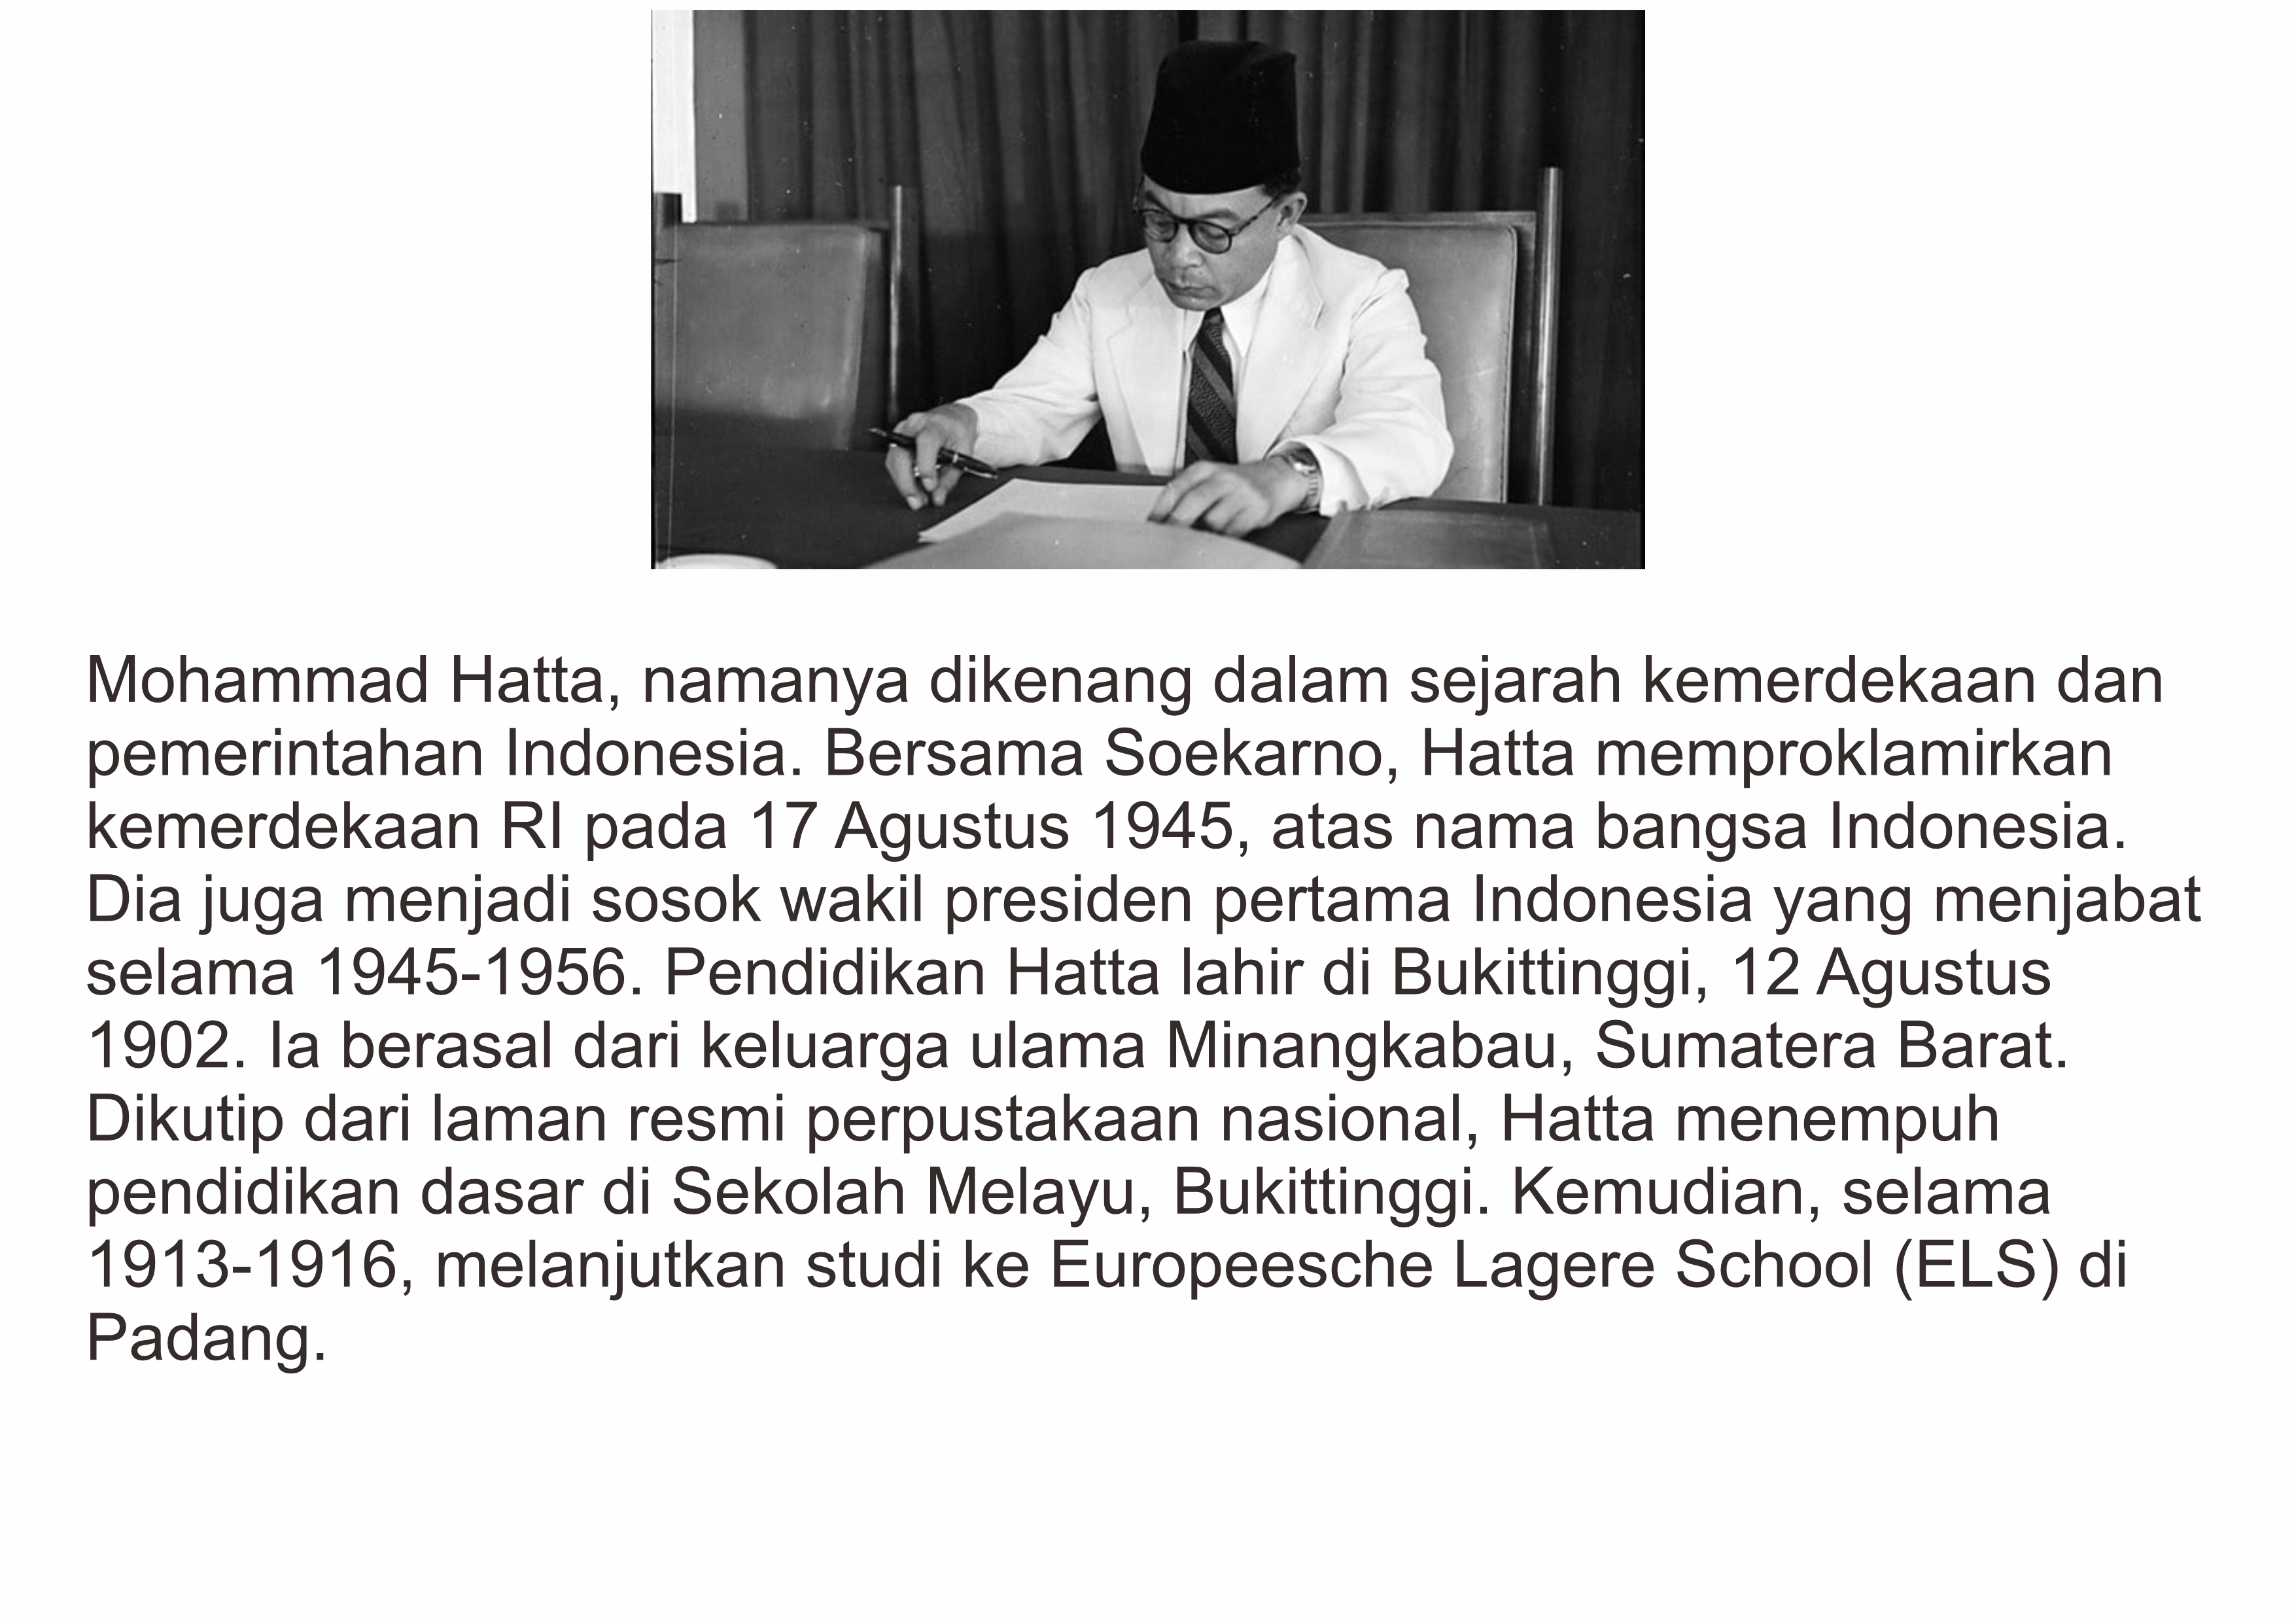 Mohammad Hatta, namanya dikenang dalam sejarah kemerdekaan dan
pemerintahan Indonesia. Bersama Soekarno, Hatta memproklamirkan
kemerdekaan RI pada 17 Agustus 1945, atas nama bangsa Indonesia.
Dia juga menjadi sosok wakil presiden pertama Indonesia yang menjabat
selama 1945-1956. Pendidikan Hatta lahir di Bukittinggi, 12 Agustus
1902. Ia berasal dari keluarga ulama Minangkabau, Sumatera Barat.
Dikutip dari laman resmi perpustakaan nasional, Hatta menempuh
pendidikan dasar di Sekolah Melayu, Bukittinggi. Kemudian, selama
1913-1916, melanjutkan studi ke Europeesche Lagere School (ELS) di
Padang.